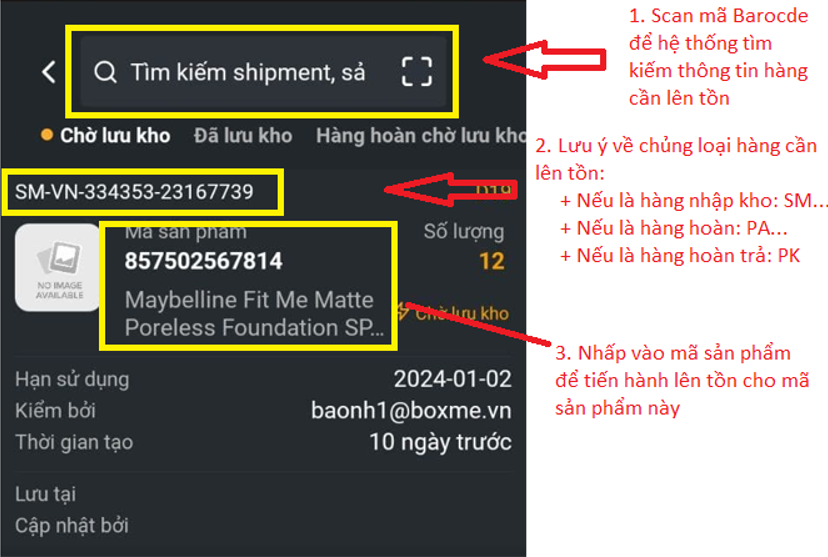 1. Scan mã Barocde
để hệ thống tìm
kiếm thông tin hàng
cần lên tồn
Tìm kiếm shipment, sả
Chờ lưu kho Đã lưu kho Hàng hoàn chờ lưu kho
2. Lưu ý về chủng loại hàng cần
lên tồn:
+ Nếu là hàng nhập kho: SM...
+ Nếu là hàng hoàn: PA...
+ Nếu là hàng hoàn trả: PK
SM-VN-334353-23167739
Mã sản phẩm Số lượng
857502567814 12
NO IMAGE
AVAILABLE
Maybelline Fit Me Matte
Poreless Foundation SP...
Chờ lưu kho
3. Nhấp vào mã sản phẩm
để tiến hành lên tồn cho mã
sản phẩm này
Hạn sử dụng 2024-01-02
Kiểm bởi baonh1@boxme.vn
Thời gian tạo 10 ngày trước
Lưu tại
Cập nhật bởi